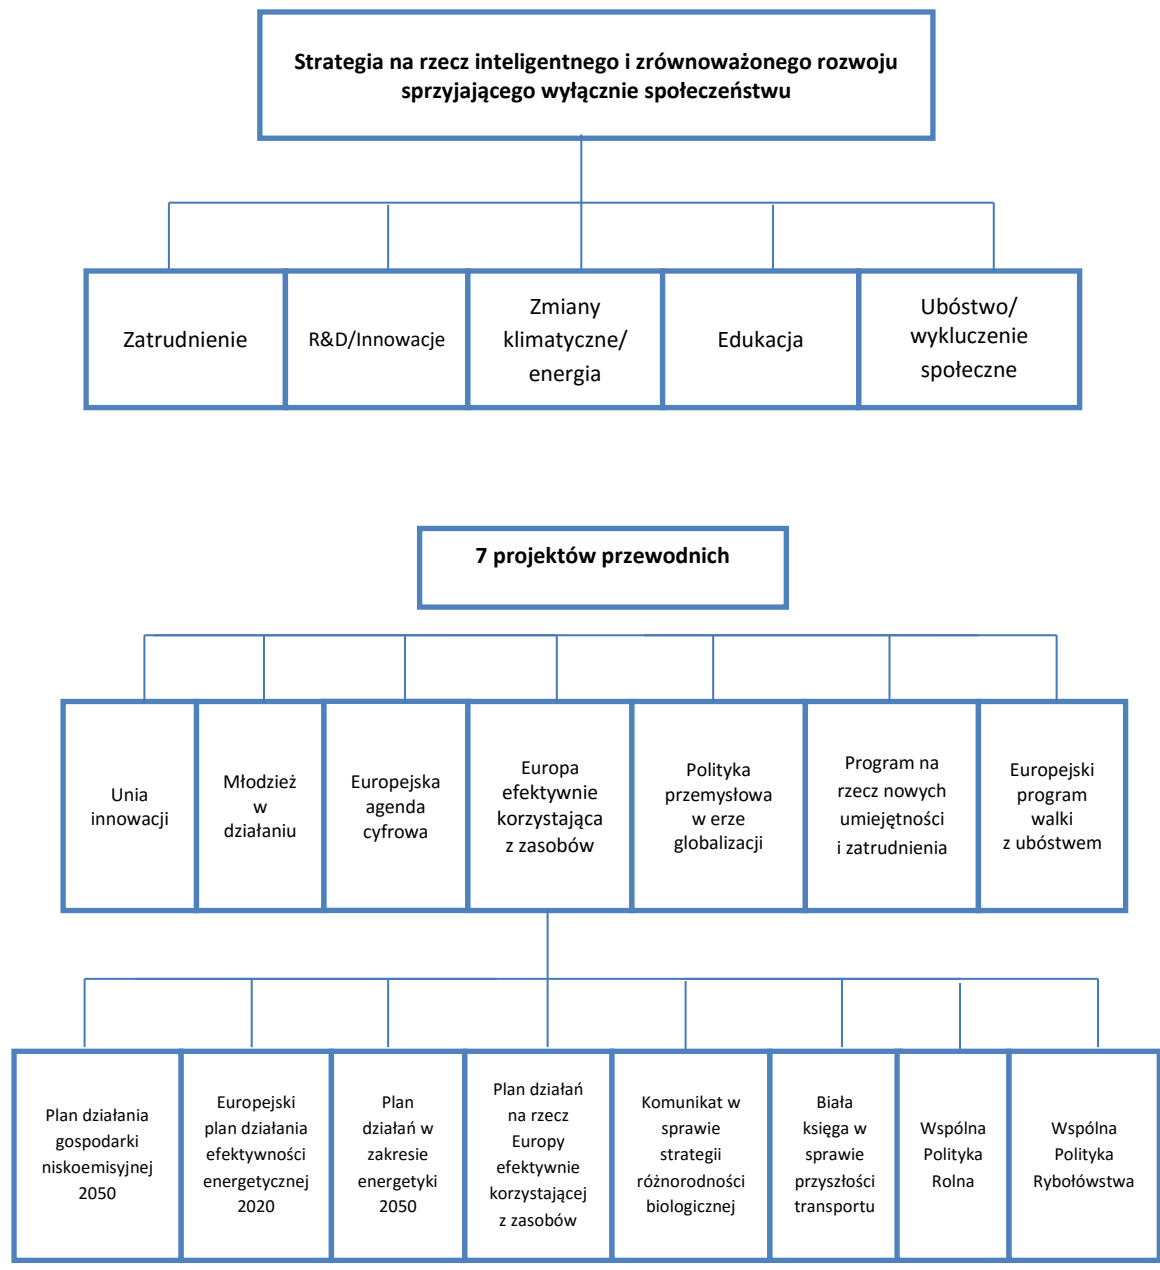 Strategia na rzecz inteligentnego i zrównoważonego rozwoju
sprzyjającego wyłącznie społeczeństwu
Zatrudnienie
R&D/Innowacje
Zmiany
klimatyczne/
energia
Edukacja
Ubóstwo/
wykluczenie
społeczne
7 projektów przewodnich
Unia
innowacji
Młodzież
w
działaniu
Europejska
agenda
cyfrowa
Europa
efektywnie
korzystająca
z zasobów
Polityka
przemysłowa
w erze
globalizacji
Program na
rzecz nowych
umiejętności
i zatrudnienia
Europejski
program
walki
z ubóstwem
Plan działania
gospodarki
niskoemisyjnej
2050
Europejski
plan działania
efektywności
energetycznej
2020
Plan
działań w
zakresie
energetyki
2050
Plan działań
na rzecz
Europy
efektywnie
korzystającej
z zasobów
Komunikat w
sprawie
strategii
różnorodności
biologicznej
Biała
księga w
sprawie
przyszłości
transportu
Wspólna
Polityka
Rolna
Wspólna
Polityka
Rybołówstwa